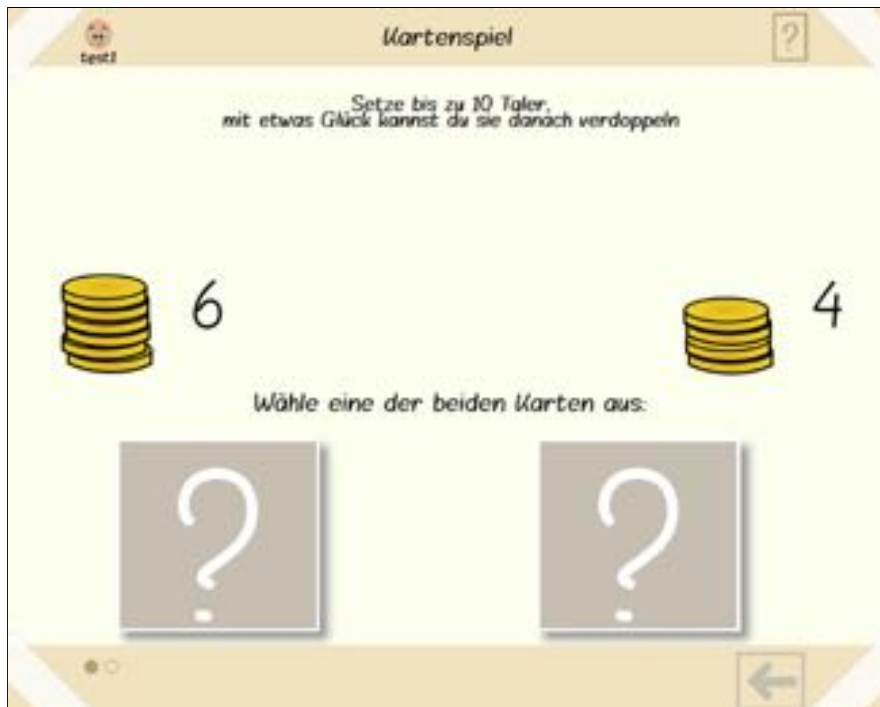 Kartenspiel
?
test1
Setze bis zu 10 Taler,
mit etwas Glück kannst du sie danach verdoppeln
6
4
Wähle eine der beiden Karten aus:
? ?